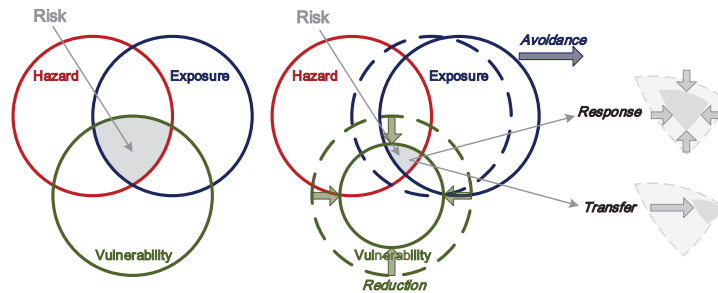 Risk
Hazard
Exposure
Vulnerability
Risk
Avoidance
Hazard
Exposure
Response
Transfer
Vulnerability
Reduction